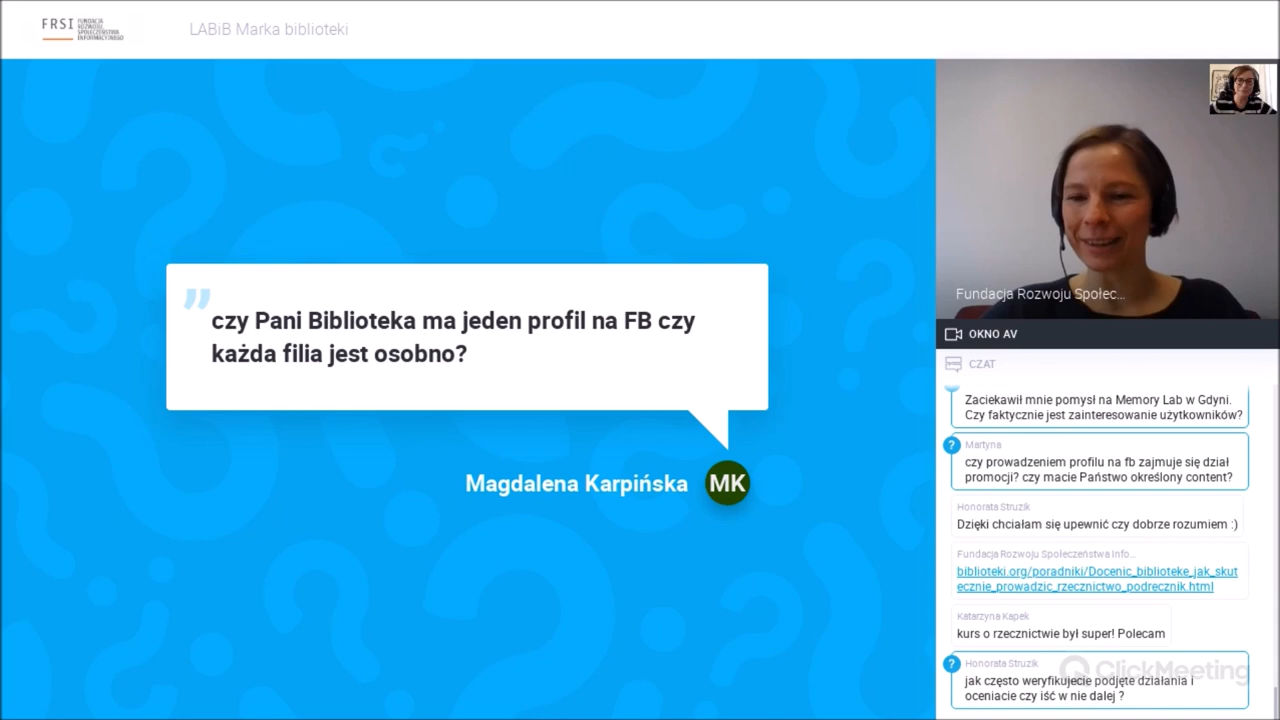 FRSI
FUNDACJA
ROZWOJU
SPOŁECZEŃSTWA
INFORMACYJNEGO
LABiB Marka biblioteki
”
czy Pani Biblioteka ma jeden profil na FB czy
każda filia jest osobno?
Magdalena Karpińska MK
Fundacja Rozwoju Społec...
OKNO AV
CZAT
Zaciekawił mnie pomysł na Memory Lab w Gdyni.
Czy faktycznie jest zainteresowanie użytkowników?
?
Martyna
czy prowadzeniem profilu na fb zajmuje się dział
promocji? czy macie Państwo określony content?
Honorata Struzik
Dzięki chciałam się upewnić czy dobrze rozumiem :)
Fundacja Rozwoju Społeczeństwa Info...
biblioteki.org/poradniki/Docenic_biblioteke_jak_skut
ecznie_prowadzic_rzecznictwo_podrecznik.html
Katarzyna Kapek
kurs o rzecznictwie był super! Polecam
?
Honorata Struzik
ClickMeeting
jak często weryfikujecie podjęte działania i
oceniacie czy iść w nie dalej ?